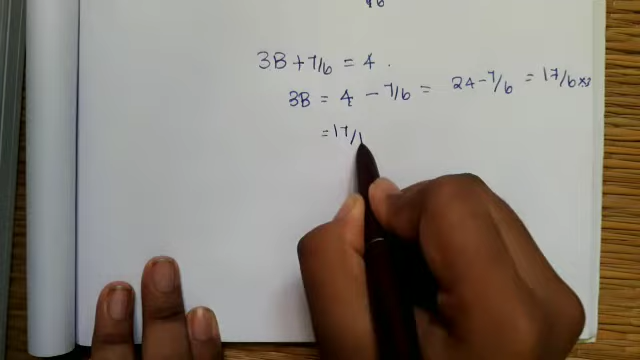 3B + 7/6 = 4 .
3B = 4 - 7/6 = 24-7/6 = 17/6×3
= 17/1